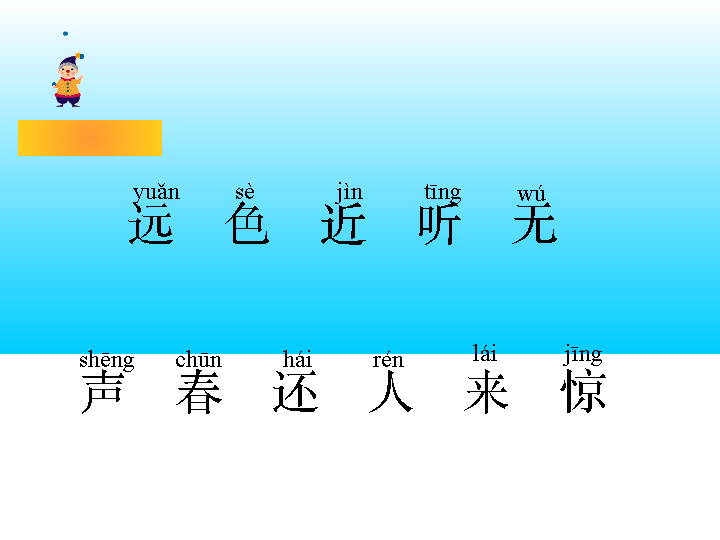 yuǎn sè jìn tīng wú
远 色 近 听 无
shēng chūn hái rén lái jīng
声 春 还 人 来 惊